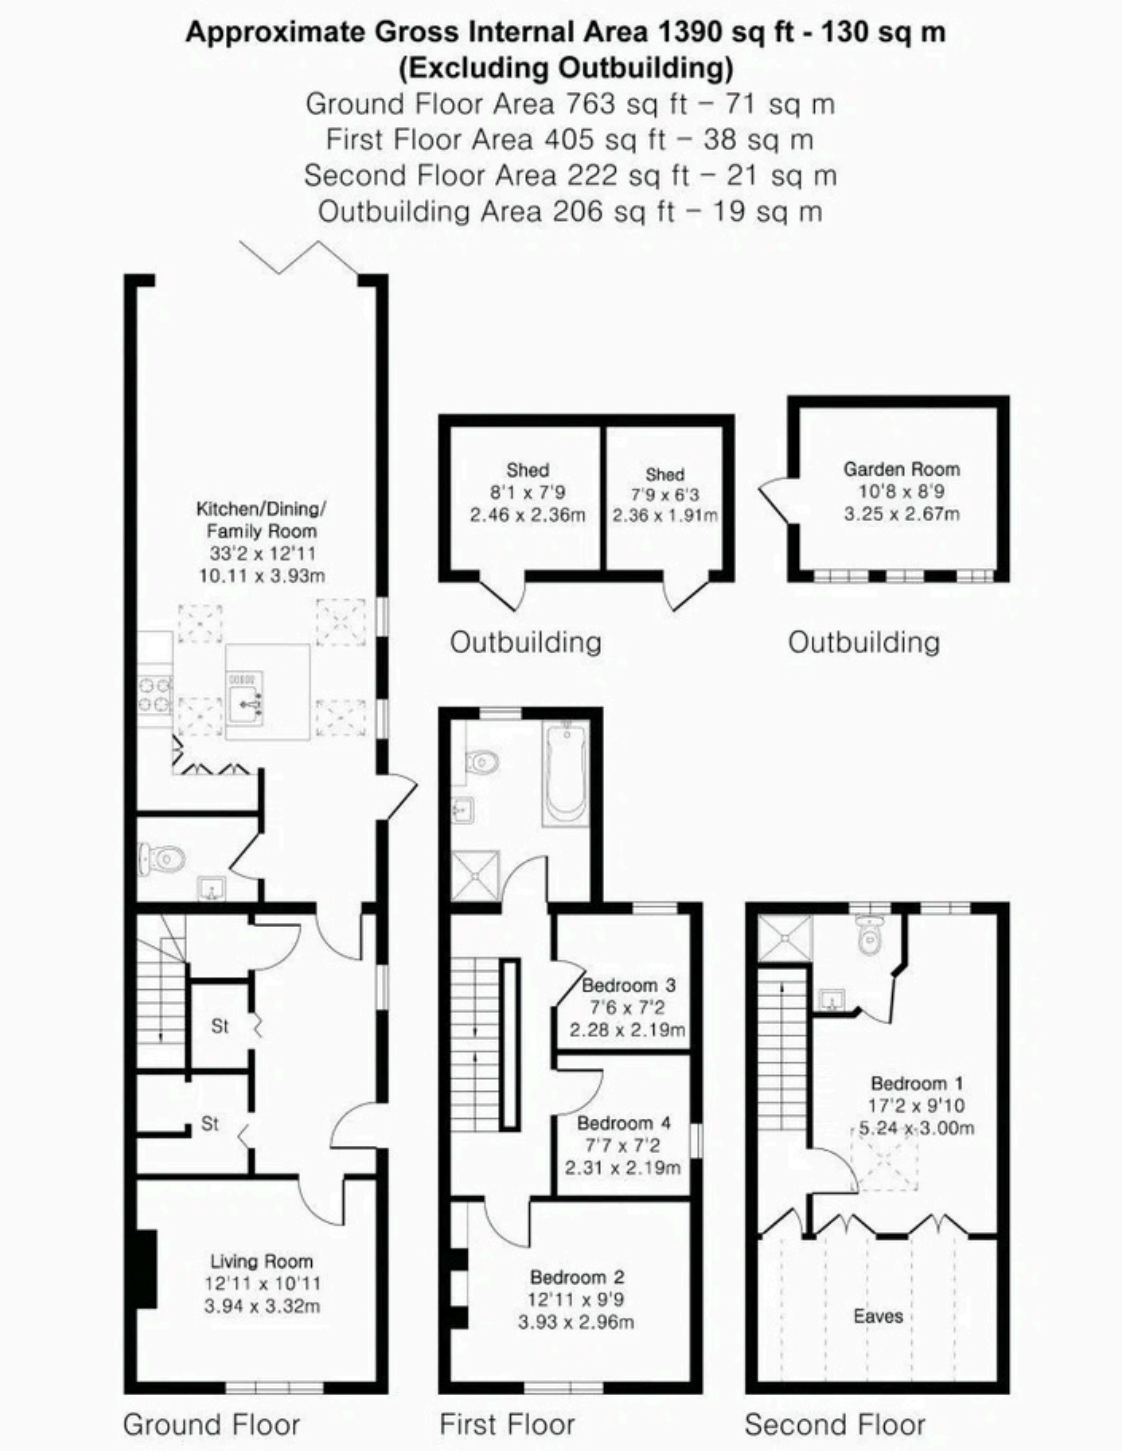 Approximate Gross Internal Area 1390 sq ft - 130 sq m
(Excluding Outbuilding)
Ground Floor Area 763 sq ft – 71 sq m
First Floor Area 405 sq ft – 38 sq m
Second Floor Area 222 sq ft – 21 sq m
Outbuilding Area 206 sq ft – 19 sq m
Kitchen/Dining/
Family Room
33'2 x 12'11
10.11 x 3.93m
Shed
8'1 x 7'9
2.46 x 2.36m
Shed
7'9 x 6'3
2.36 x 1.91m
Outbuilding
Garden Room
10'8 x 8'9
3.25 x 2.67m
Outbuilding
St
St
Living Room
12'11 x 10'11
3.94 x 3.32m
Ground Floor
Bedroom 3
7'6 x 7'2
2.28 x 2.19m
Bedroom 4
7'7 x 7'2
2.31 x 2.19m
Bedroom 2
12'11 x 9'9
3.93 x 2.96m
First Floor
Bedroom 1
17'2 x 9'10
5.24 x 3.00m
Eaves
Second Floor